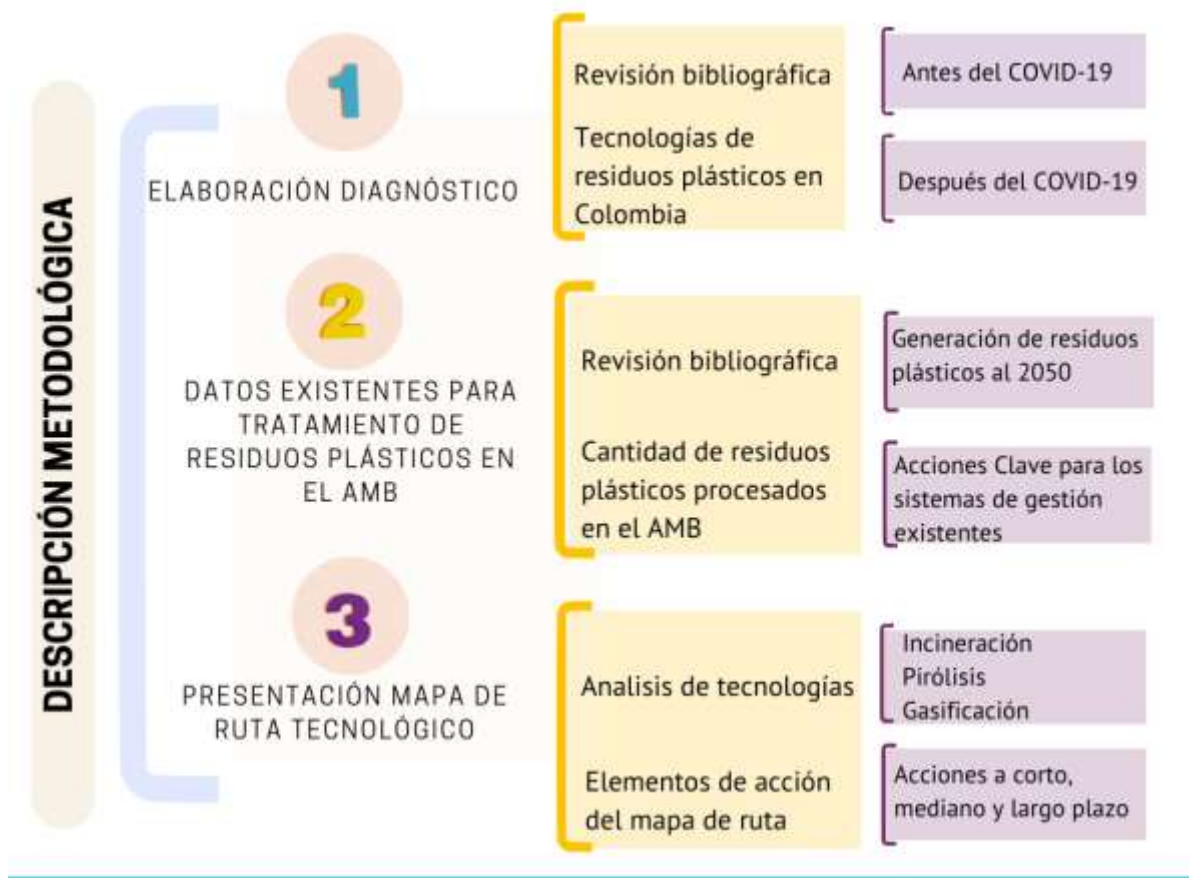 DESCRIPCIÓN METODOLÓGICA
1
ELABORACIÓN DIAGNÓSTICO
Revisión bibliográfica
Tecnologías de
residuos plásticos en
Colombia
Antes del COVID-19
Después del COVID-19
2
DATOS EXISTENTES PARA
TRATAMIENTO DE
RESIDUOS PLÁSTICOS EN
EL AMB
Revisión bibliográfica
Cantidad de residuos
plásticos procesados
en el AMB
Generación de residuos
plásticos al 2050
Acciones Clave para los
sistemas de gestión
existentes
3
PRESENTACIÓN MAPA DE
RUTA TECNOLÓGICO
Analisis de tecnologías
Elementos de acción
del mapa de ruta
Incineración
Pirólisis
Gasificación
Acciones a corto,
mediano y largo plazo